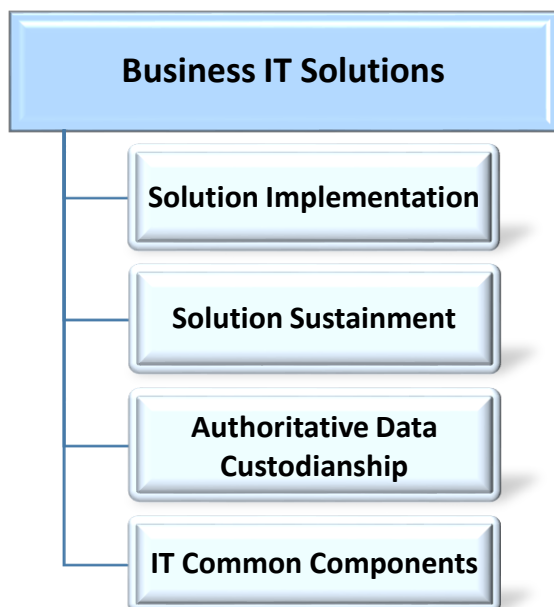 Business IT Solutions
Solution Implementation
Solution Sustainment
Authoritative Data
Custodianship
IT Common Components